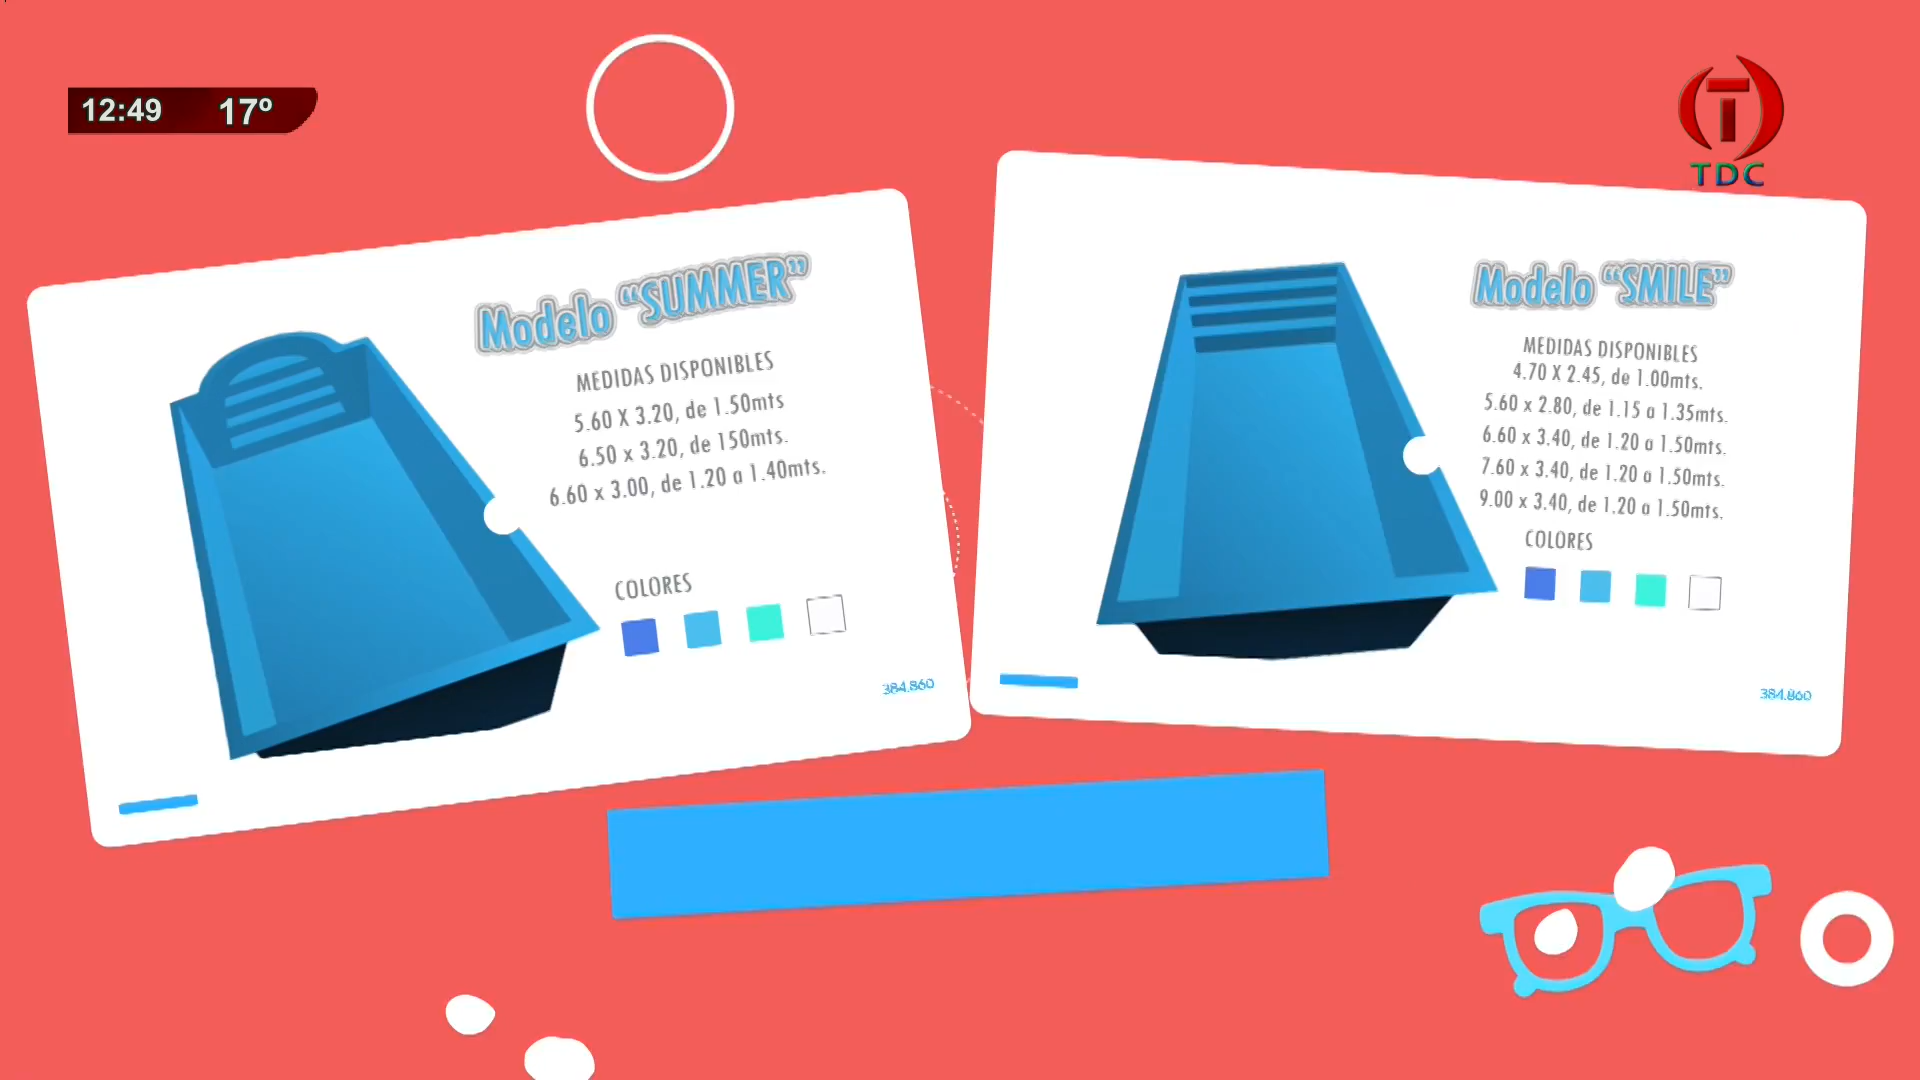 12:49 17º
T
TDC
Modelo “SUMMER”
MEDIDAS DISPONIBLES
5.60 X 3.20, de 1.50mts
6.50 x 3.20, de 150mts.
6.60 x 3.00, de 1.20 a 1.40mts.
COLORES
384.860
Modelo “SMILE”
MEDIDAS DISPONIBLES
4.70 X 2.45, de 1.00mts.
5.60 x 2.80, de 1.15 a 1.35mts.
6.60 x 3.40, de 1.20 a 1.50mts.
7.60 x 3.40, de 1.20 a 1.50mts.
9.00 x 3.40, de 1.20 a 1.50mts.
COLORES
384.860